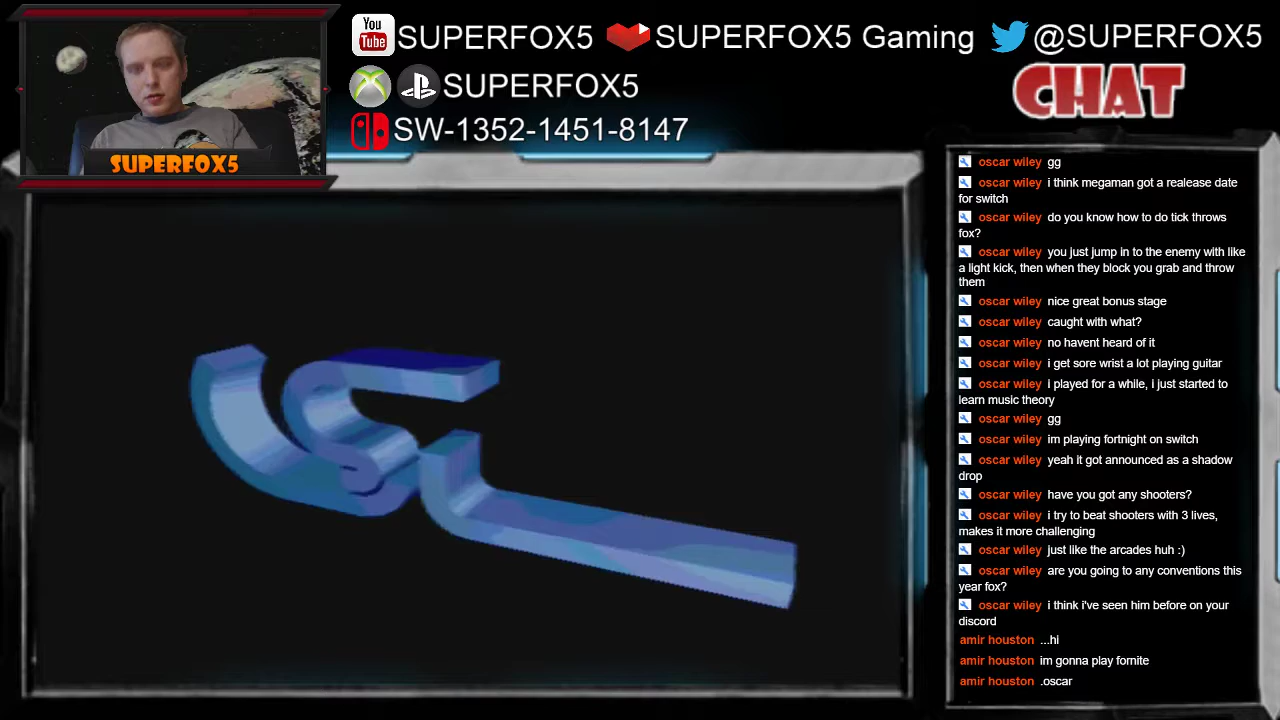 You
Tube
SUPERFOX5
SUPERFOX5 Gaming
@SUPERFOX5
SUPERFOX5
SW-1352-1451-8147
CHAT
SUPERFOX5
oscar wiley gg
oscar wiley i think megaman got a realease date
for switch
oscar wiley do you know how to do tick throws
fox?
oscar wiley you just jump in to the enemy with like
a light kick, then when they block you grab and throw
them
oscar wiley nice great bonus stage
oscar wiley caught with what?
oscar wiley no havent heard of it
oscar wiley i get sore wrist a lot playing guitar
oscar wiley i played for a while, i just started to
learn music theory
oscar wiley gg
oscar wiley im playing fortnight on switch
oscar wiley yeah it got announced as a shadow
drop
oscar wiley have you got any shooters?
oscar wiley i try to beat shooters with 3 lives,
makes it more challenging
oscar wiley just like the arcades huh :)
oscar wiley are you going to any conventions this
year fox?
oscar wiley i think i've seen him before on your
discord
amir houston ...hi
amir houston im gonna play fornite
amir houston .oscar